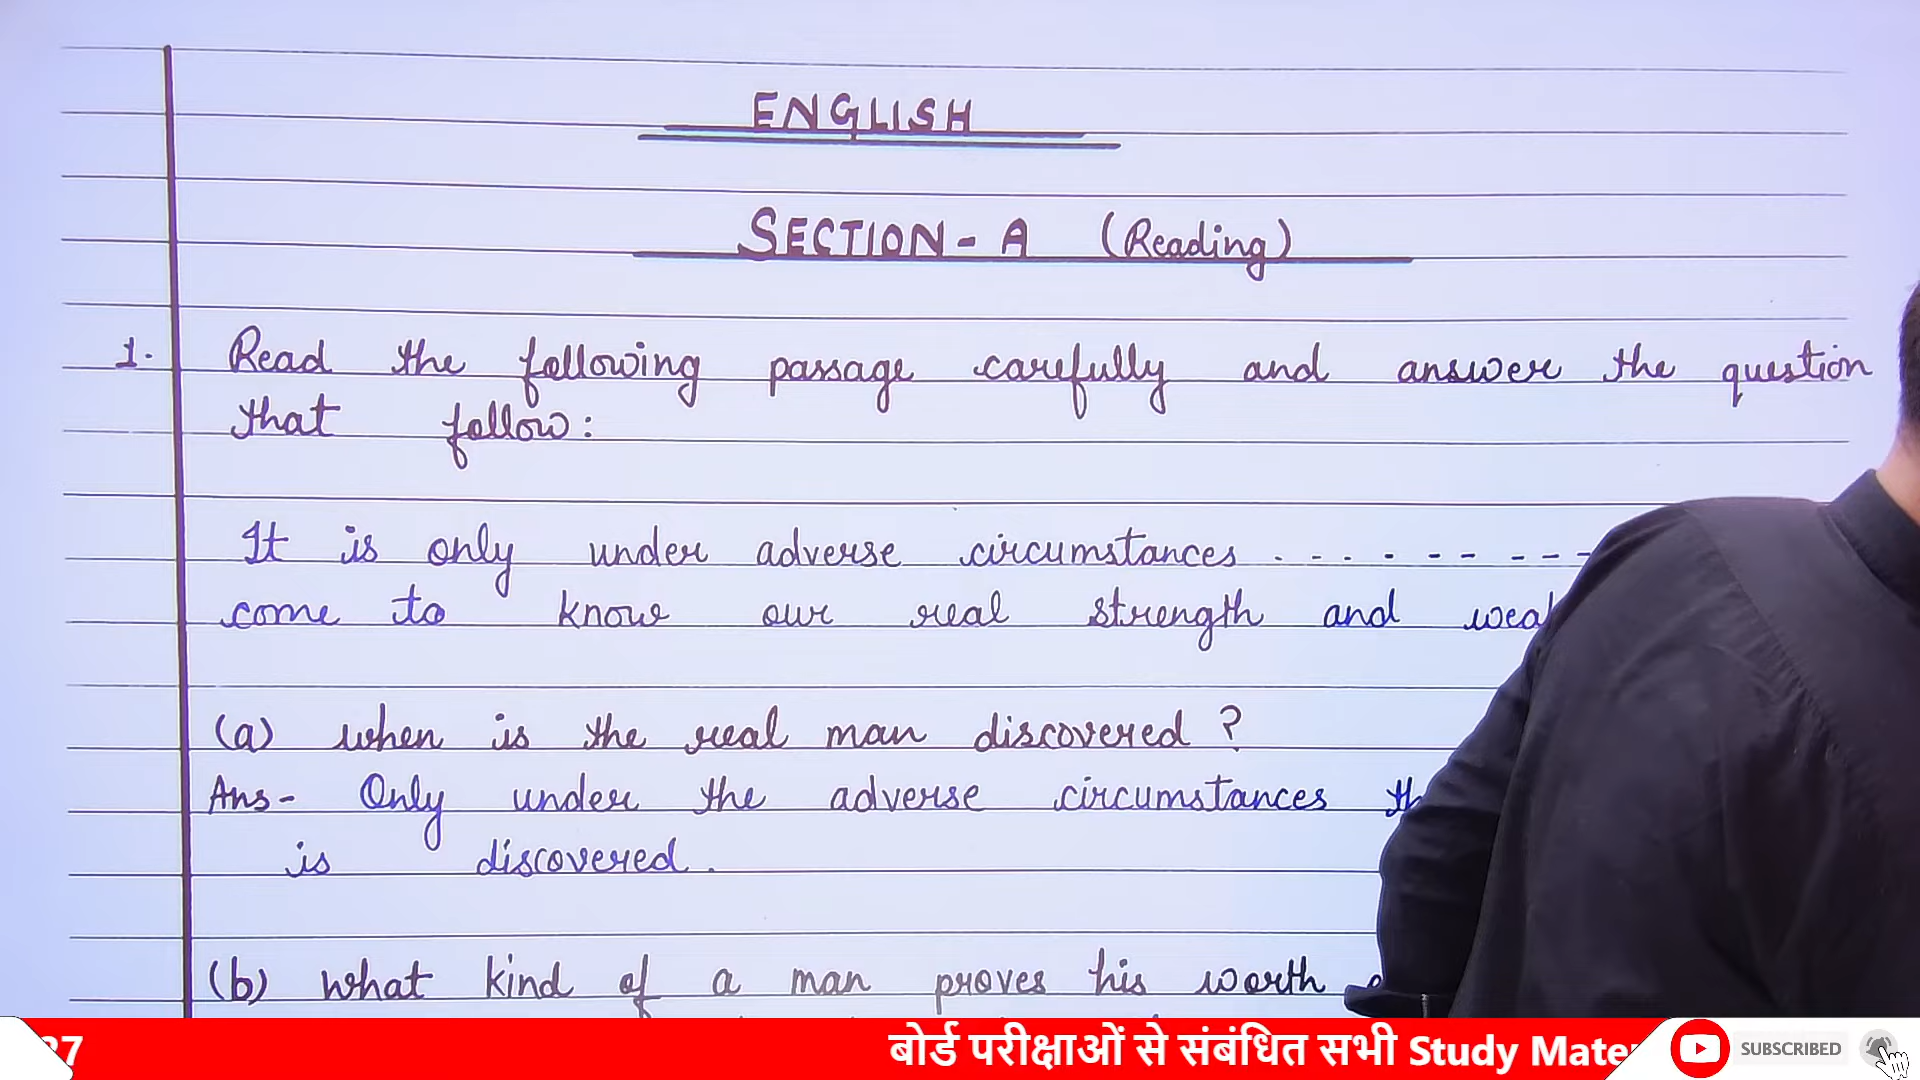 ENGLISH
SECTION - A (Reading)
1. Read the following passage carefully and answer the question
that follow:
It is only under adverse circumstances . - - - - - - - -
come to know our real strength and
(a) when is the real man discovered ?
Ans - Only under the adverse circumstances
is discovered.
(b) what kind of a man proves his worth
37 बोर्ड परीक्षाओं से संबंधित सभी Study SUBSCRIBED